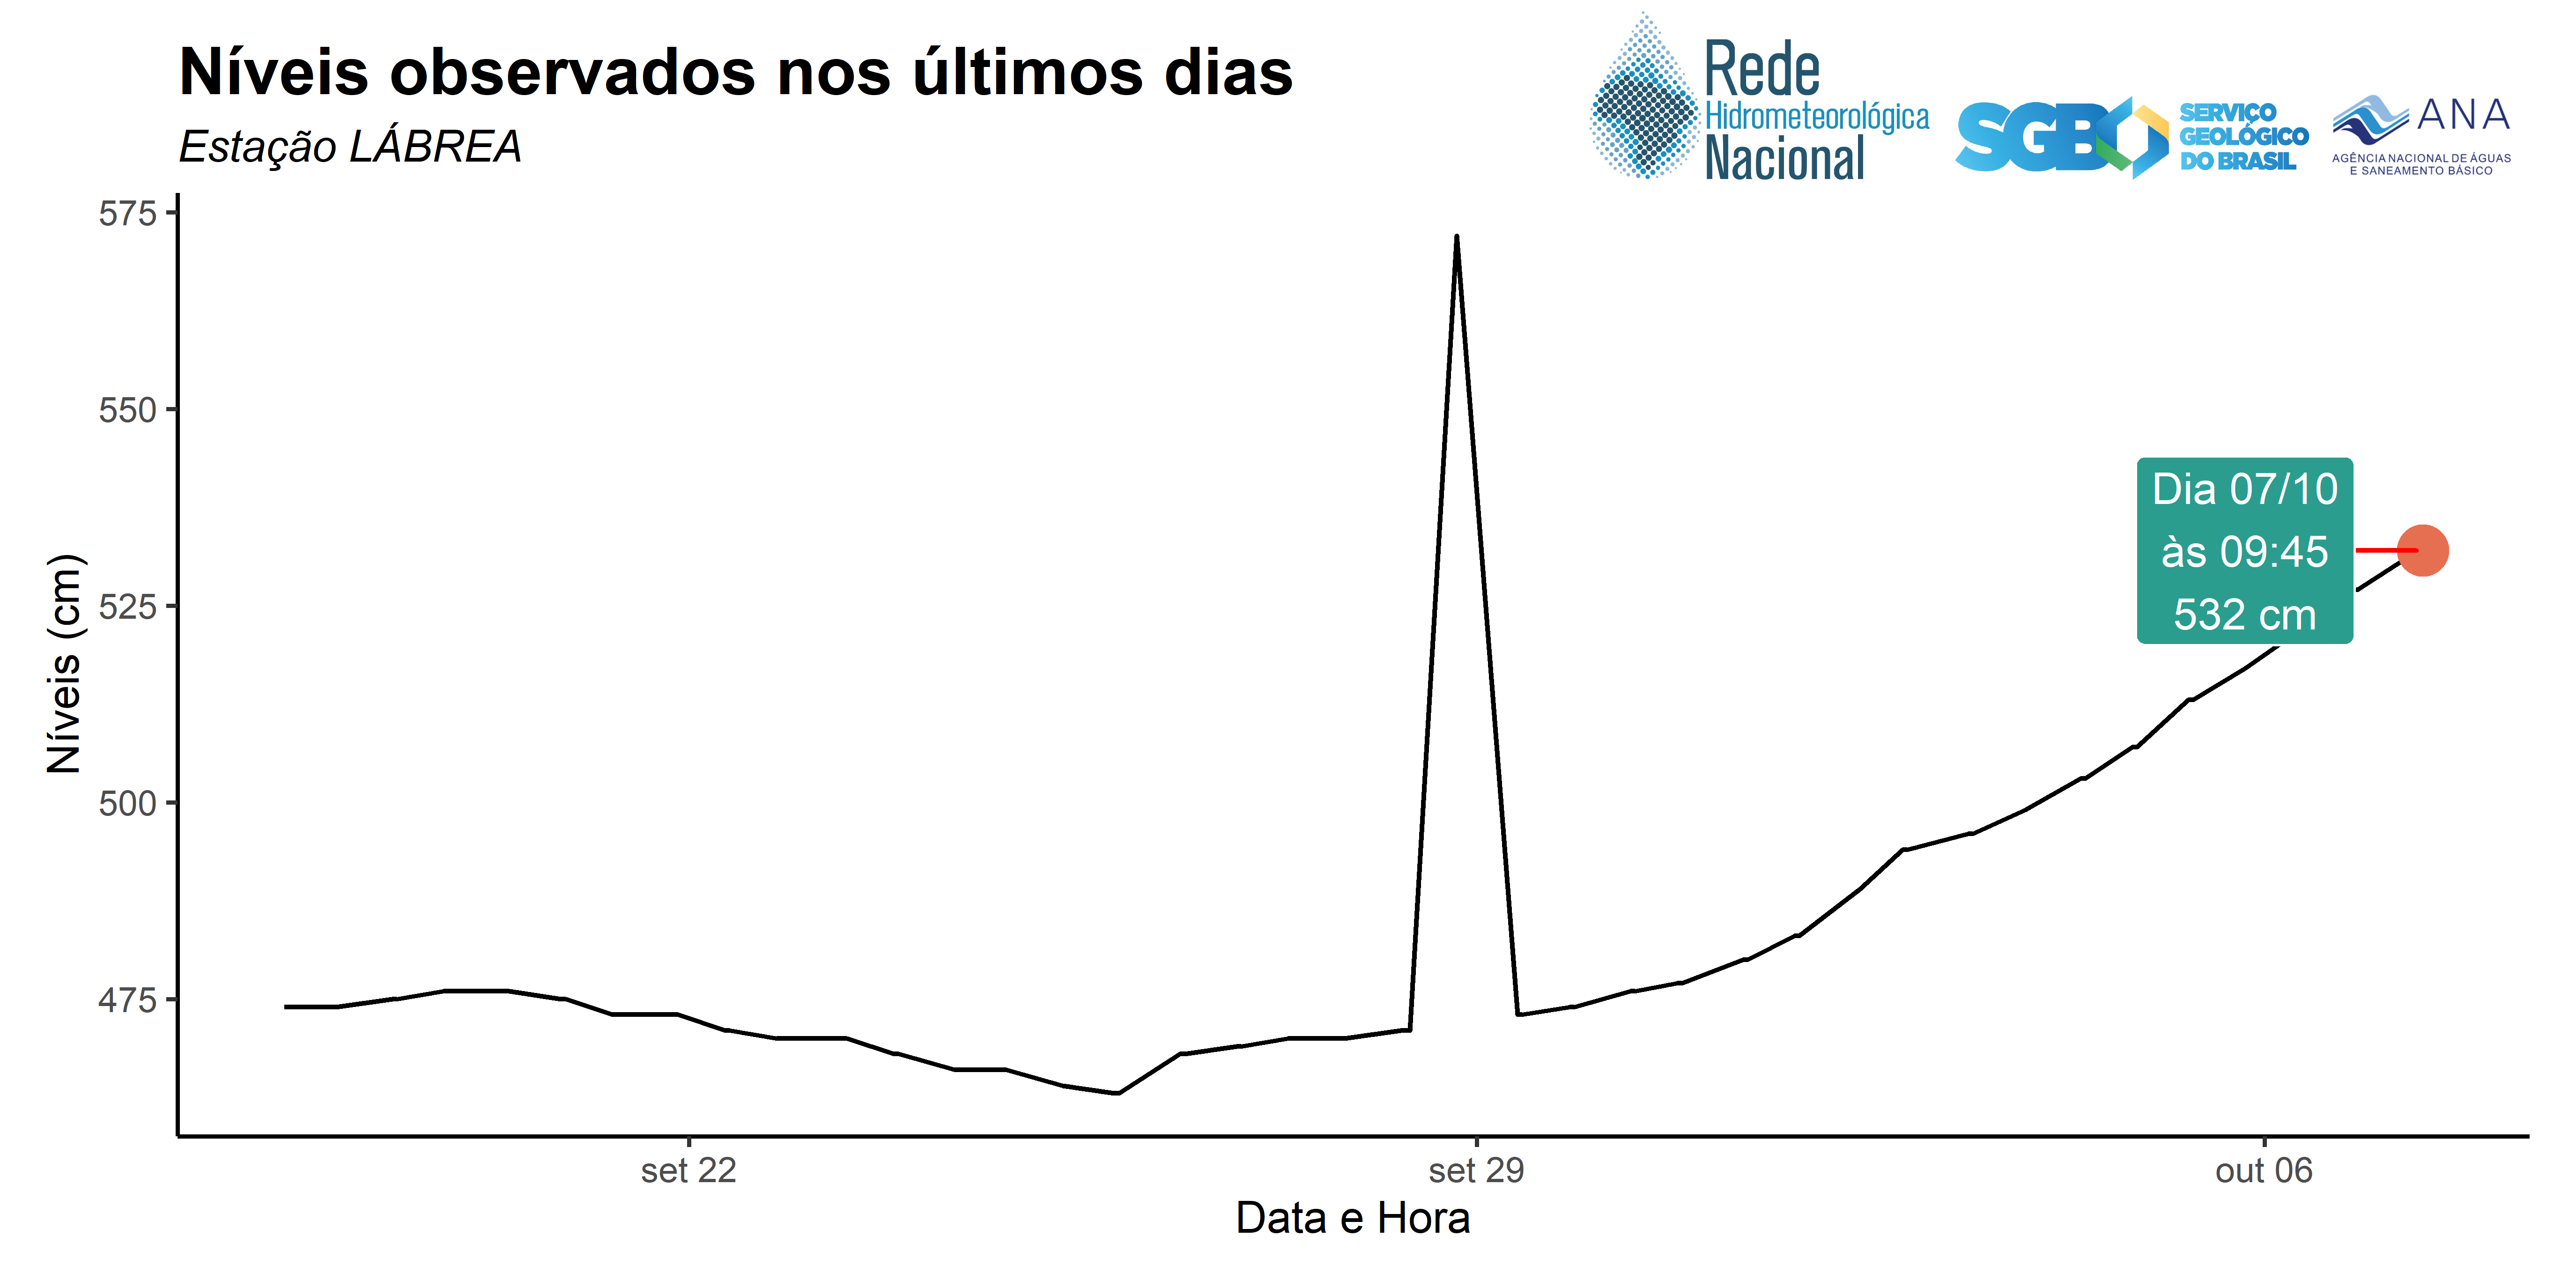 Níveis observados nos últimos dias
Estação LÁBREA
Rede
Hidrometeorológica
Nacional
SGB
SERVIÇO
GEOLÓGICO
DO BRASIL
ANA
AGÊNCIA NACIONAL DE ÁGUAS
E SANEAMENTO BÁSICO
Níveis (cm)
575
550
525
500
475
Dia 07/10
às 09:45
532 cm
set 22
set 29
out 06
Data e Hora